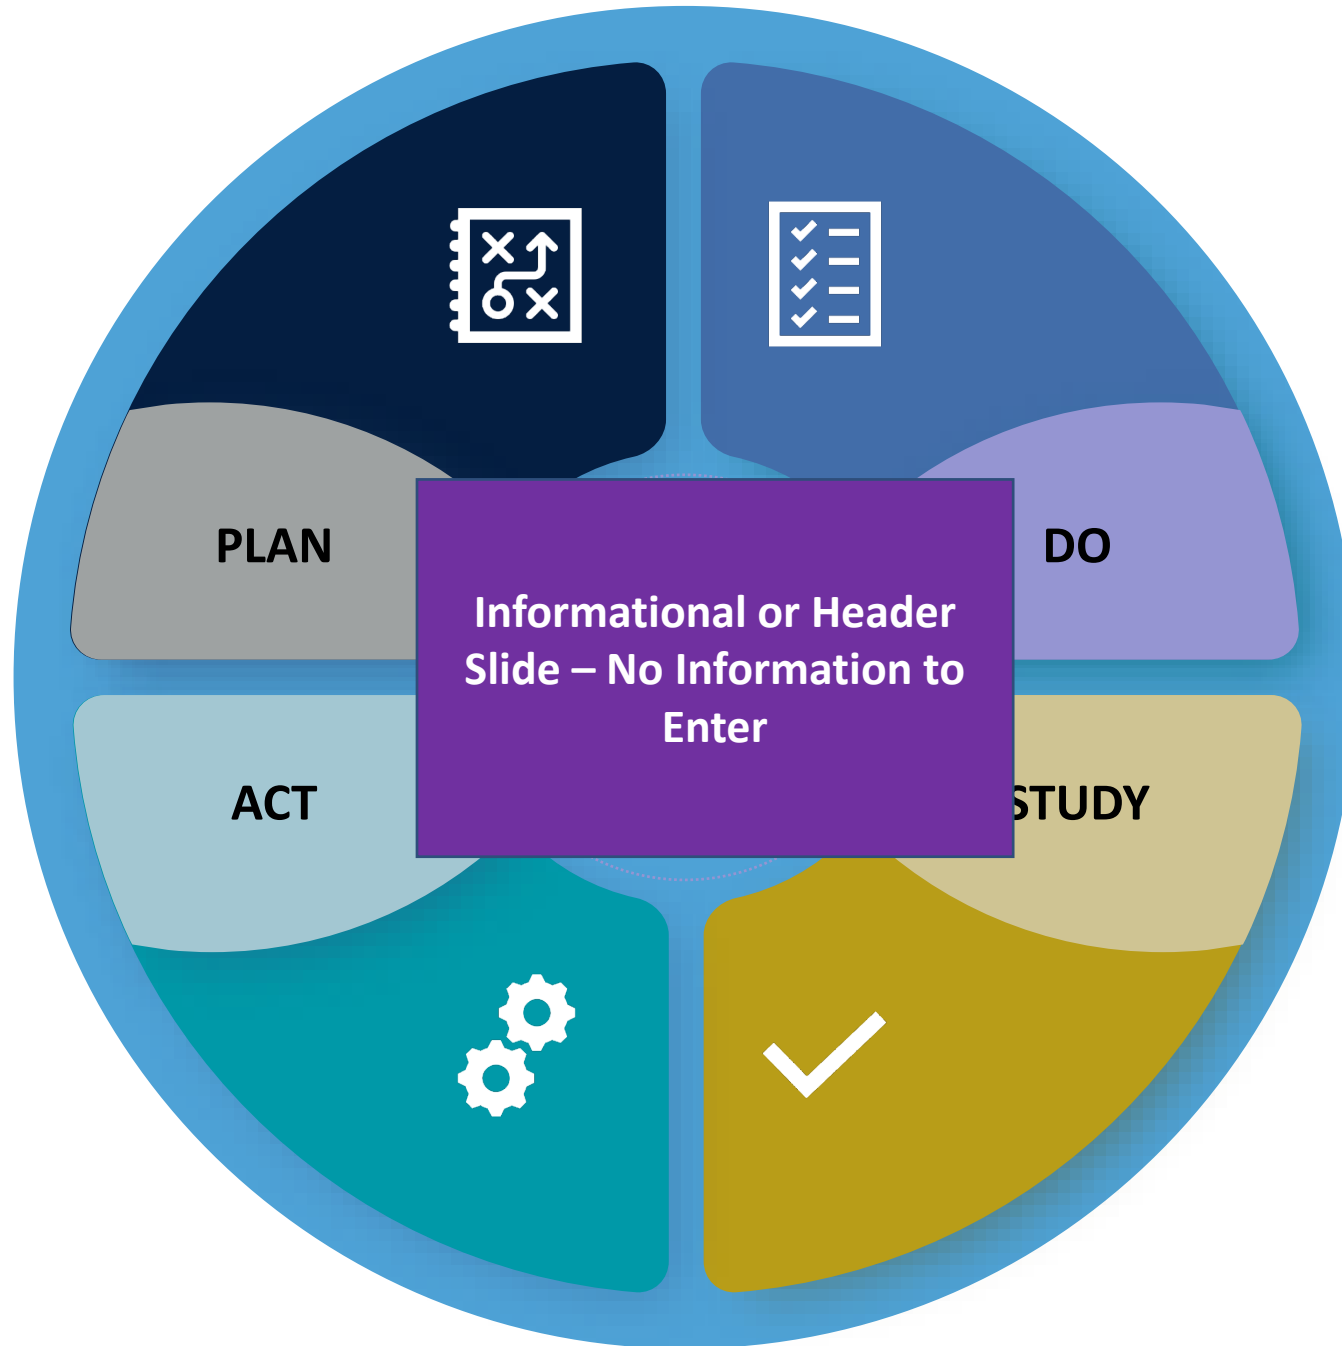 PLAN
DO
Informational or Header
Slide – No Information to
Enter
ACT
STUDY